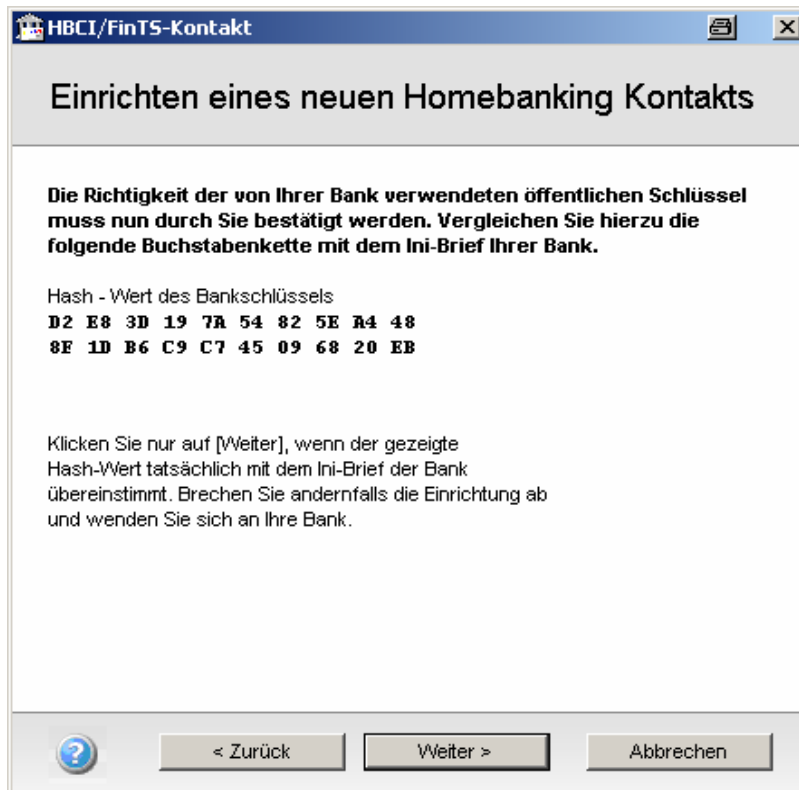 HBCI/FinTS-Kontakt
Einrichten eines neuen Homebanking Kontakts
Die Richtigkeit der von Ihrer Bank verwendeten öffentlichen Schlüssel
muss nun durch Sie bestätigt werden. Vergleichen Sie hierzu die
folgende Buchstabenkette mit dem Ini-Brief Ihrer Bank.
Hash - Wert des Bankschlüssels
D2 E8 3D 19 7A 54 82 5E A4 48
8F 1D B6 C9 C7 45 09 68 20 EB
Klicken Sie nur auf [Weiter], wenn der gezeigte
Hash-Wert tatsächlich mit dem Ini-Brief der Bank
übereinstimmt. Brechen Sie andernfalls die Einrichtung ab
und wenden Sie sich an Ihre Bank.
?
< Zurück
Weiter >
Abbrechen